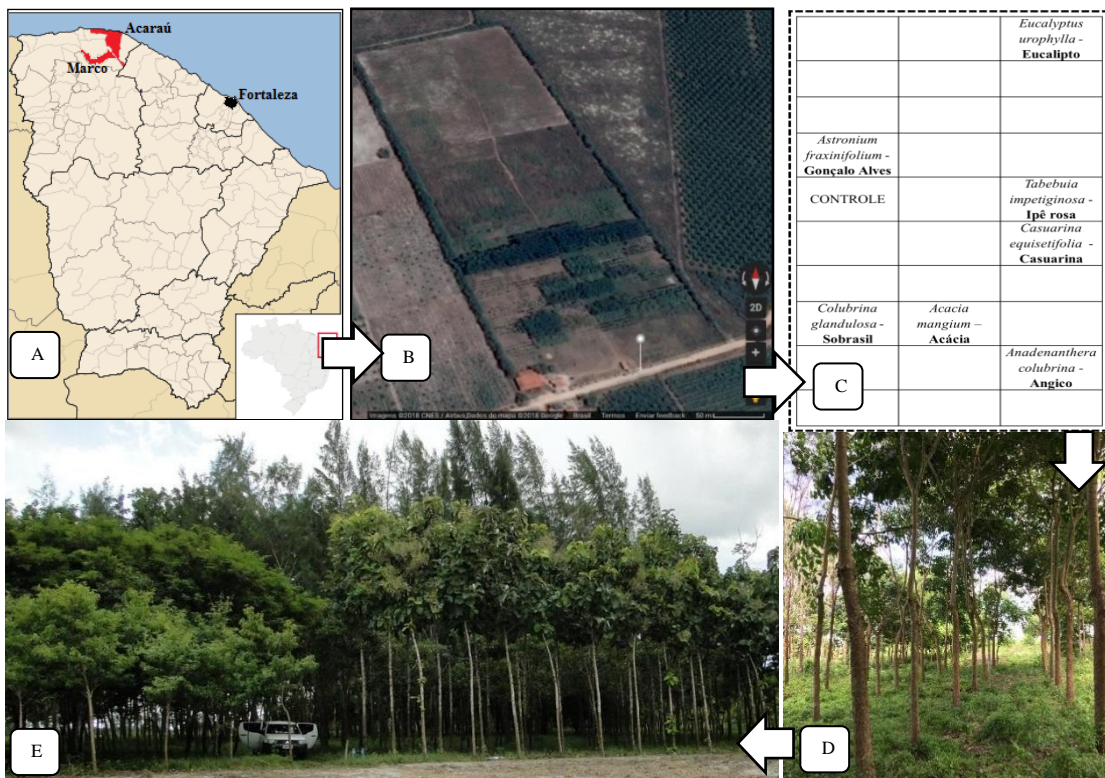 Acaraú
Marco
Fortaleza
A
B
2D
+
Imagens ©2018 CNES / Airbus,Dados do mapa ©2018 Google Brasil Termos Enviar feedback 50 m
Eucalyptus
urophylla -
Eucalipto
Astronium
fraxinifolium -
Gonçalo Alves
CONTROLE
Tabebuia
impetiginosa -
Ipê rosa
Casuarina
equisetifolia -
Casuarina
Colubrina
glandulosa -
Sobrasil
Acacia
mangium –
Acácia
Anadenanthera
colubrina -
Angico
C
E
D